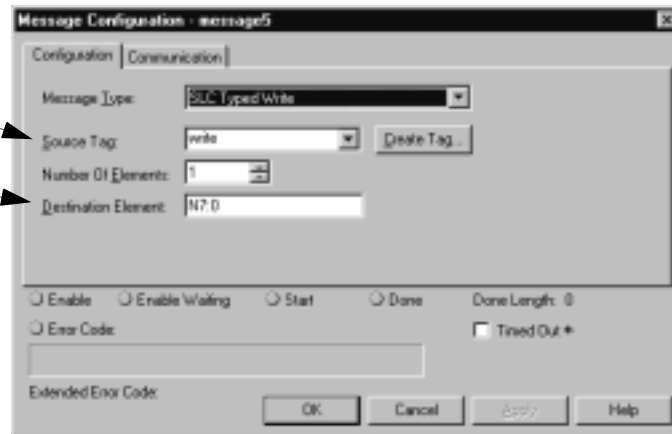 Message Configuration - message5
Configuration Communication
Message Type: SLC Typed Write
Source Tag: write Create Tag...
Number Of Elements: 1
Destination Element: N7:0
Enable Enable Waiting Start Done Done Length: 0
Error Code: Timed Out
Extended Error Code:
OK Cancel Apply Help